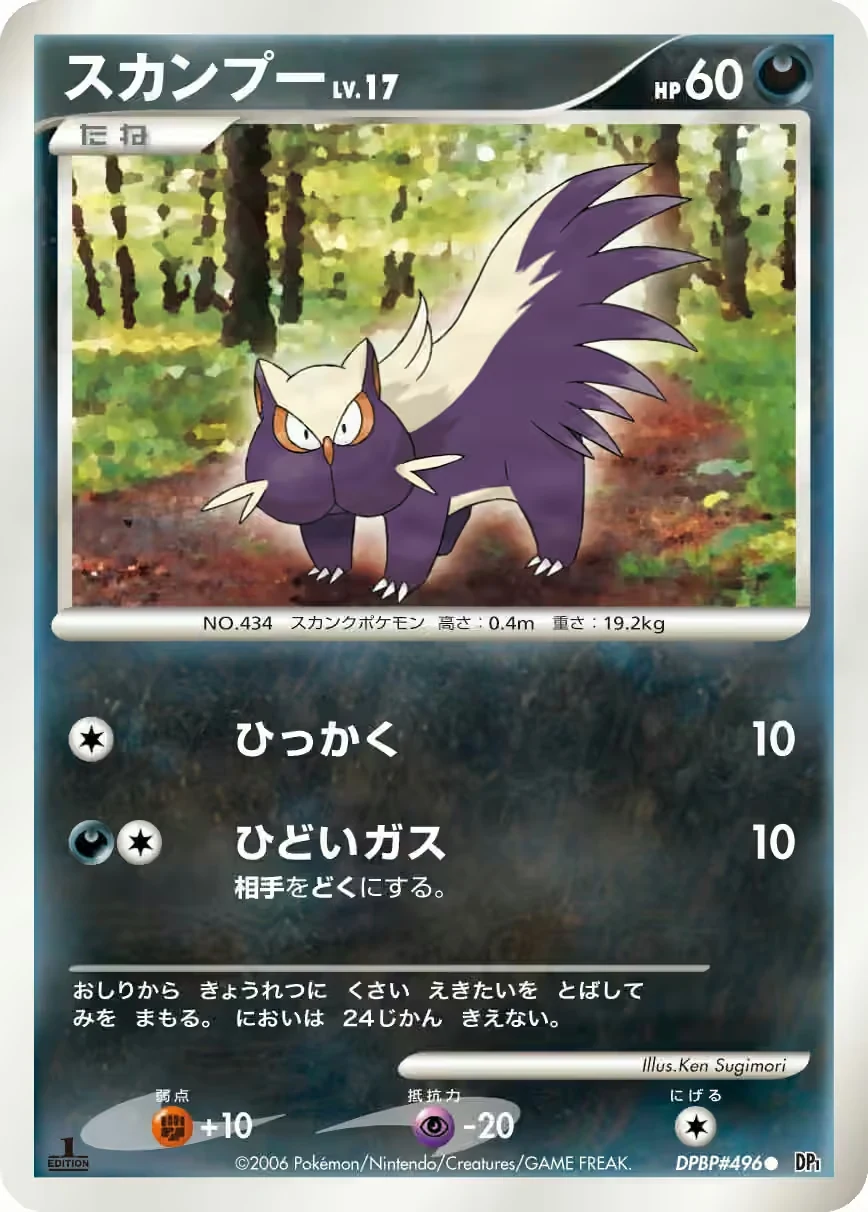 スカンプー LV.17 HP60
たね
NO.434 スカンクポケモン 高さ:0.4m 重さ:19.2kg
ひっかく 10
ひどいガス 10
相手をどくにする。
おしりから きょうれつに くさい えきたいを とばして
みを まもる。 においは 24じかん きえない。
Illus.Ken Sugimori
弱点 抵抗力 にげる
+10 -20
1 EDITION
©2006 Pokémon/Nintendo/Creatures/GAME FREAK. DPBP#496 DP1